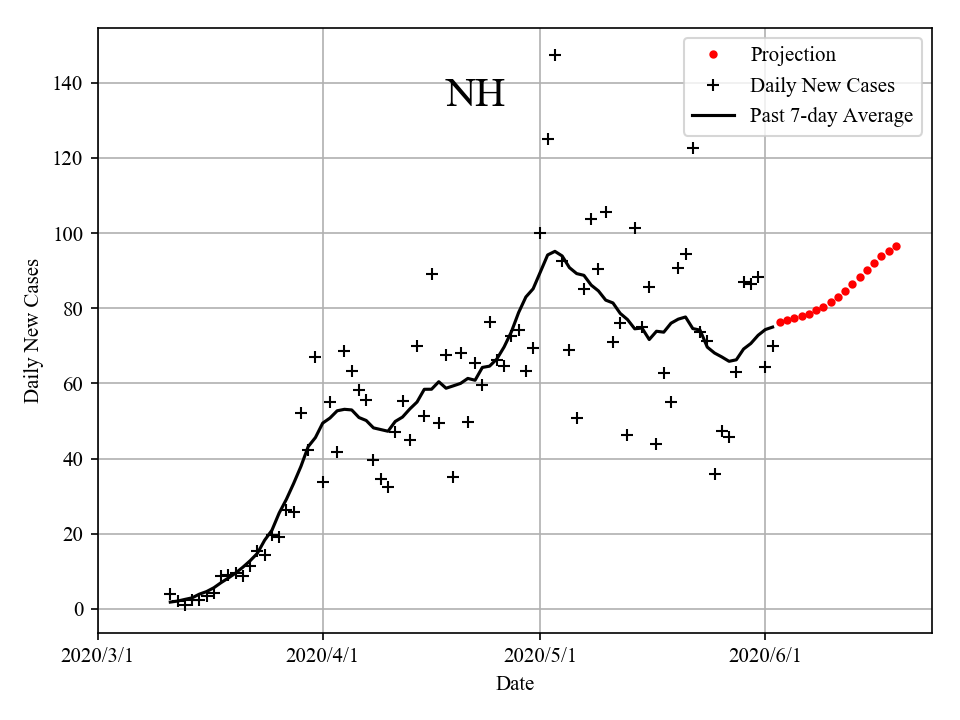 NH
Projection
Daily New Cases
Past 7-day Average
Daily New Cases
140
120
100
80
60
40
20
0
2020/3/1
2020/4/1
2020/5/1
2020/6/1
Date